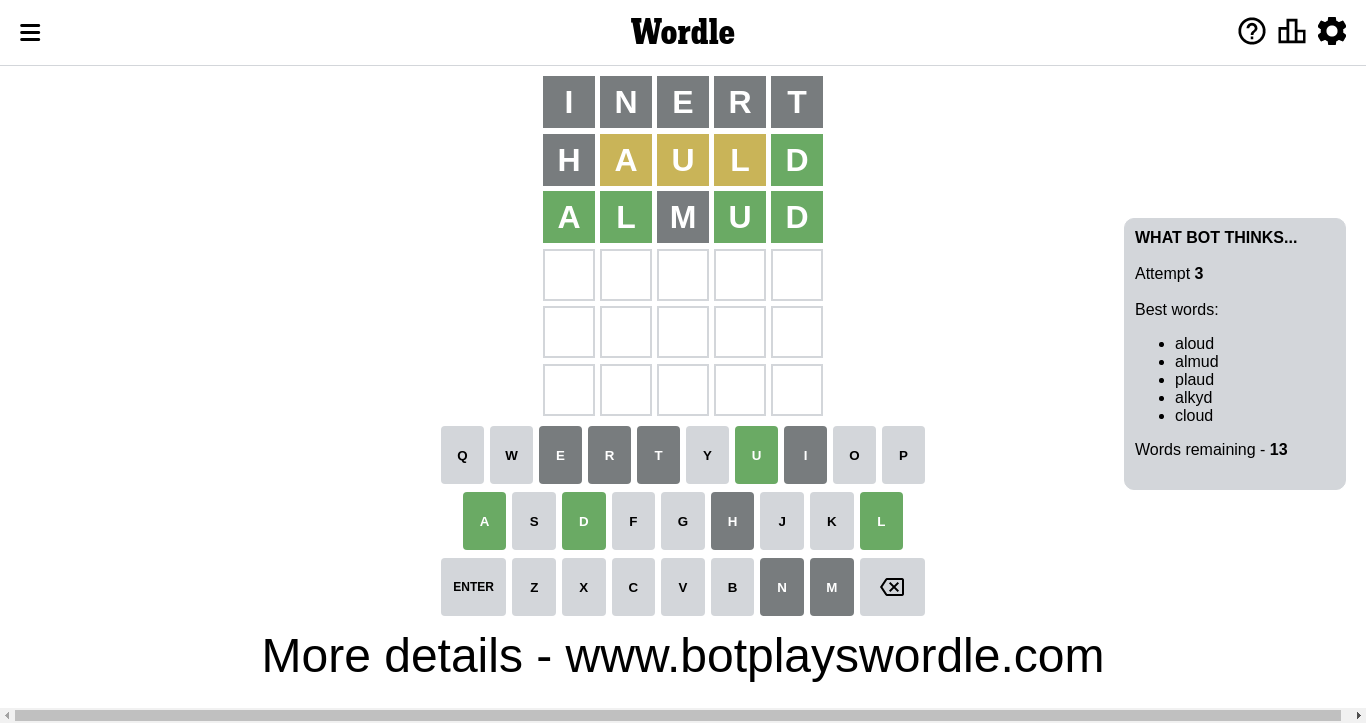 Wordle
I N E R T
H A U L D
A L M U D
WHAT BOT THINKS...
Attempt 3
Best words:
aloud
almud
plaud
alkyd
cloud
Words remaining - 13
Q W E R T Y U I O P
A S D F G H J K L
ENTER Z X C V B N M
More details - www.botplayswordle.com